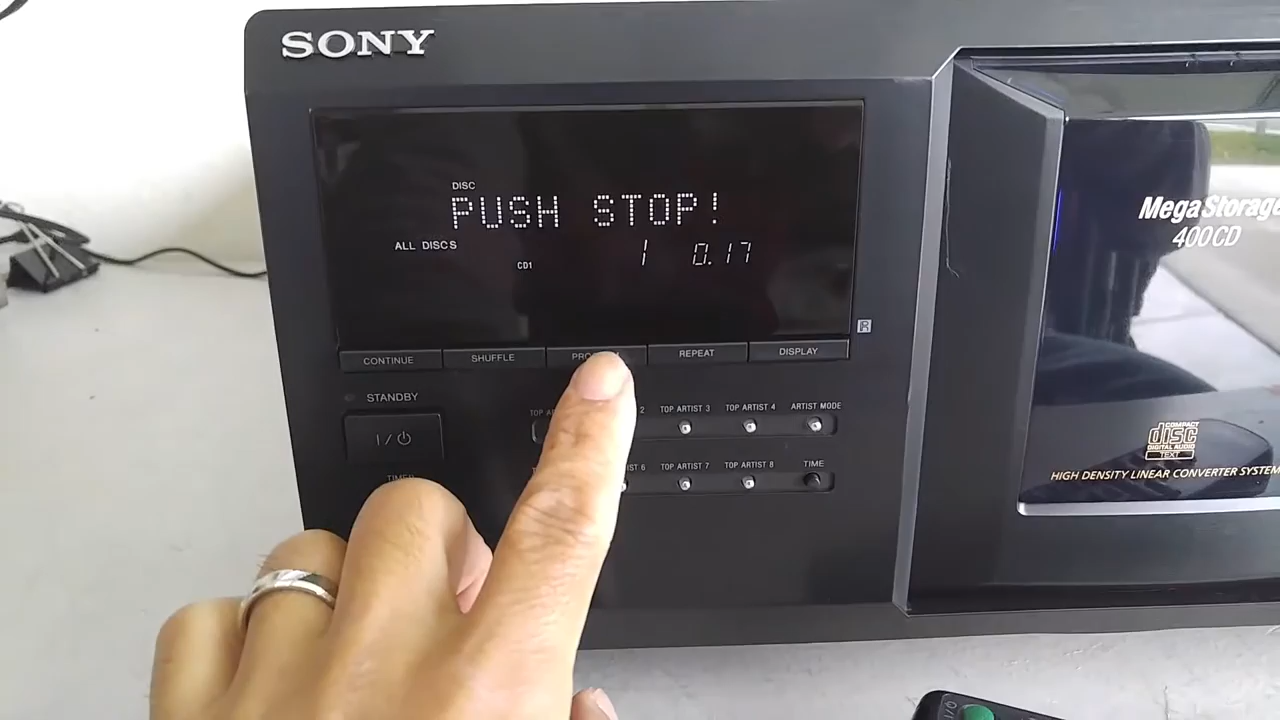 SONY
DISC
PUSH STOP!
ALL DISCS
1 0.17
CD1
CONTINUE
SHUFFLE
REPEAT
DISPLAY
STANDBY
I/⏻
TOP ARTIST 3
TOP ARTIST 4
ARTIST MODE
TOP ARTIST 7
TOP ARTIST 8
TIME
MegaStorage
400CD
COMPACT
disc
DIGITAL AUDIO
TEXT
HIGH DENSITY LINEAR CONVERTER SYSTEM